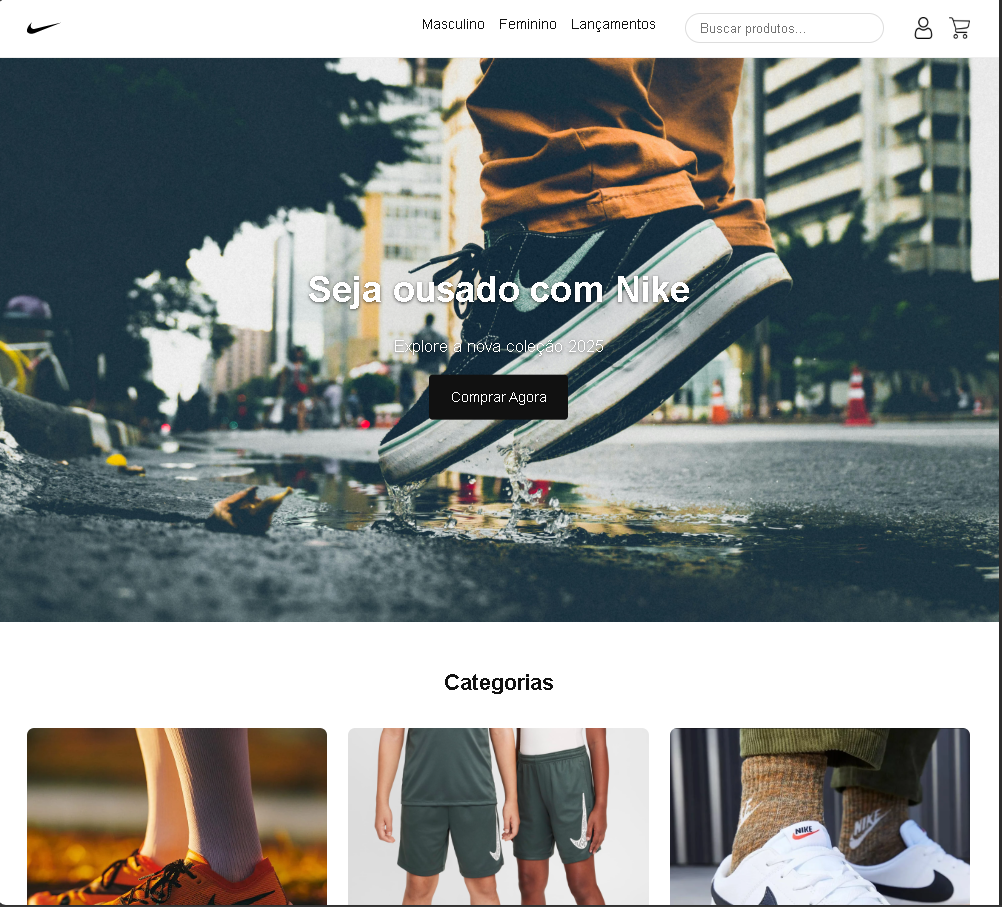 Masculino Feminino Lançamentos Buscar produtos...
Seja ousado com Nike
Explore a nova coleção 2025
Comprar Agora
Categorias
NIKE
NIKE